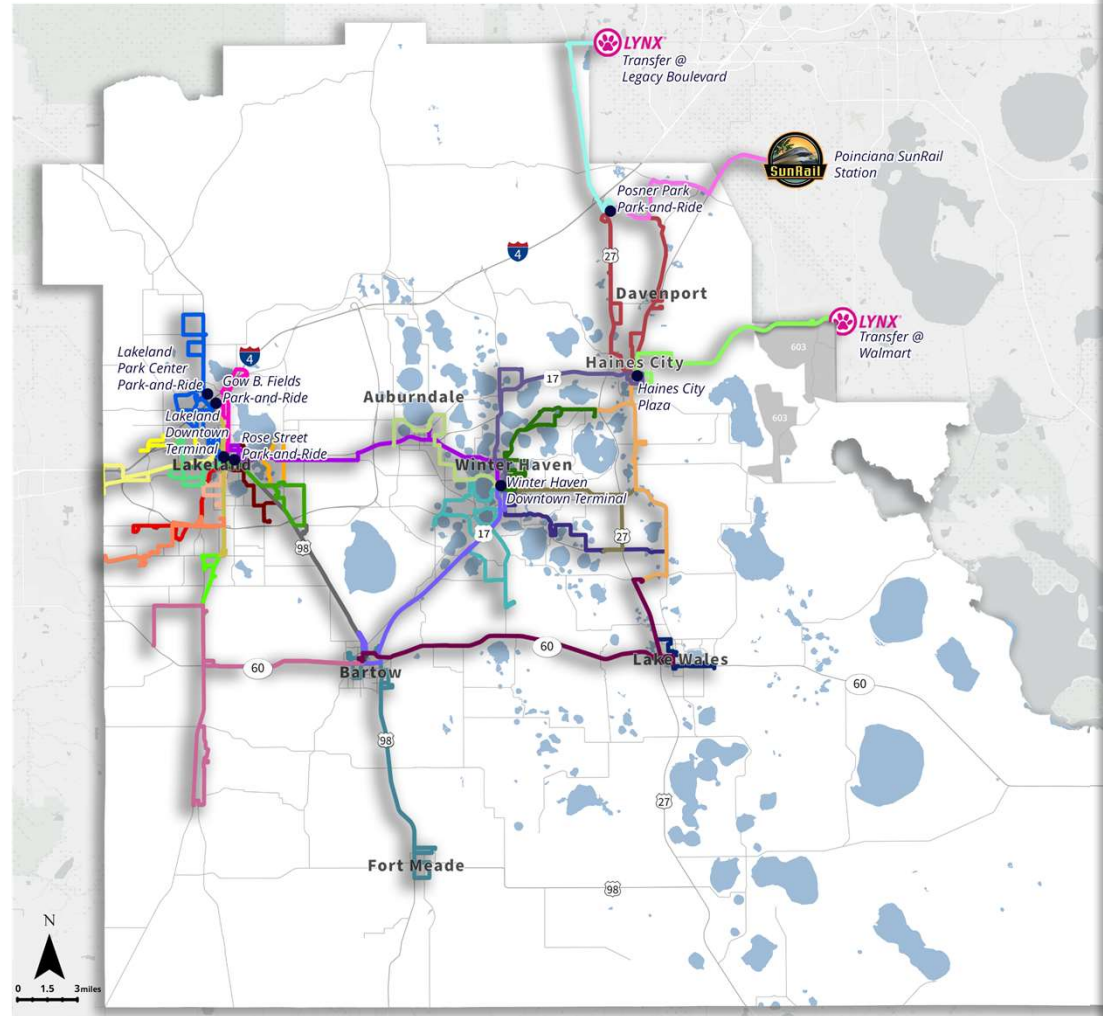 LYNX
Transfer @
Legacy Boulevard
SunRail
Poinciana SunRail
Station
Posner Park
Park-and-Ride
4
27
Davenport
LYNX
Transfer @
Walmart
603
603
4
Lakeland
Park Center
Park-and-Ride
Gow B. Fields
Park-and-Ride
Haines City
17
Haines City
Plaza
Auburndale
Lakeland
Downtown
Terminal
Rose Street
Park-and-Ride
Lakeland
Winter Haven
Winter Haven
Downtown Terminal
17
27
98
60
60
Bartow
Lake Wales
60
98
27
Fort Meade
98
N
0 1.5 3 miles